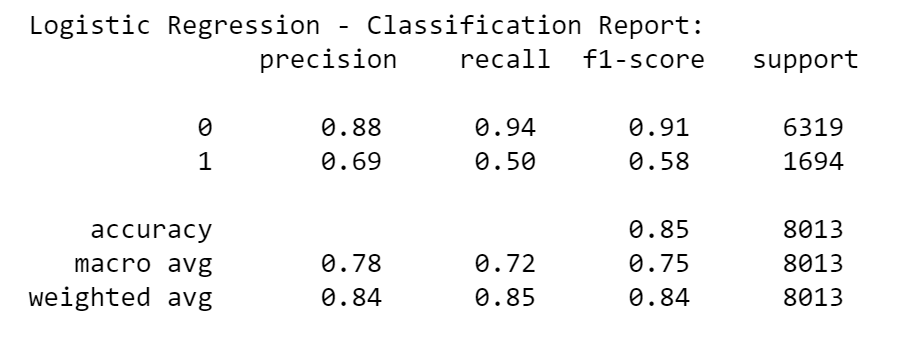 Logistic Regression - Classification Report:
precision recall f1-score support
0 0.88 0.94 0.91 6319
1 0.69 0.50 0.58 1694
accuracy 0.85 8013
macro avg 0.78 0.72 0.75 8013
weighted avg 0.84 0.85 0.84 8013